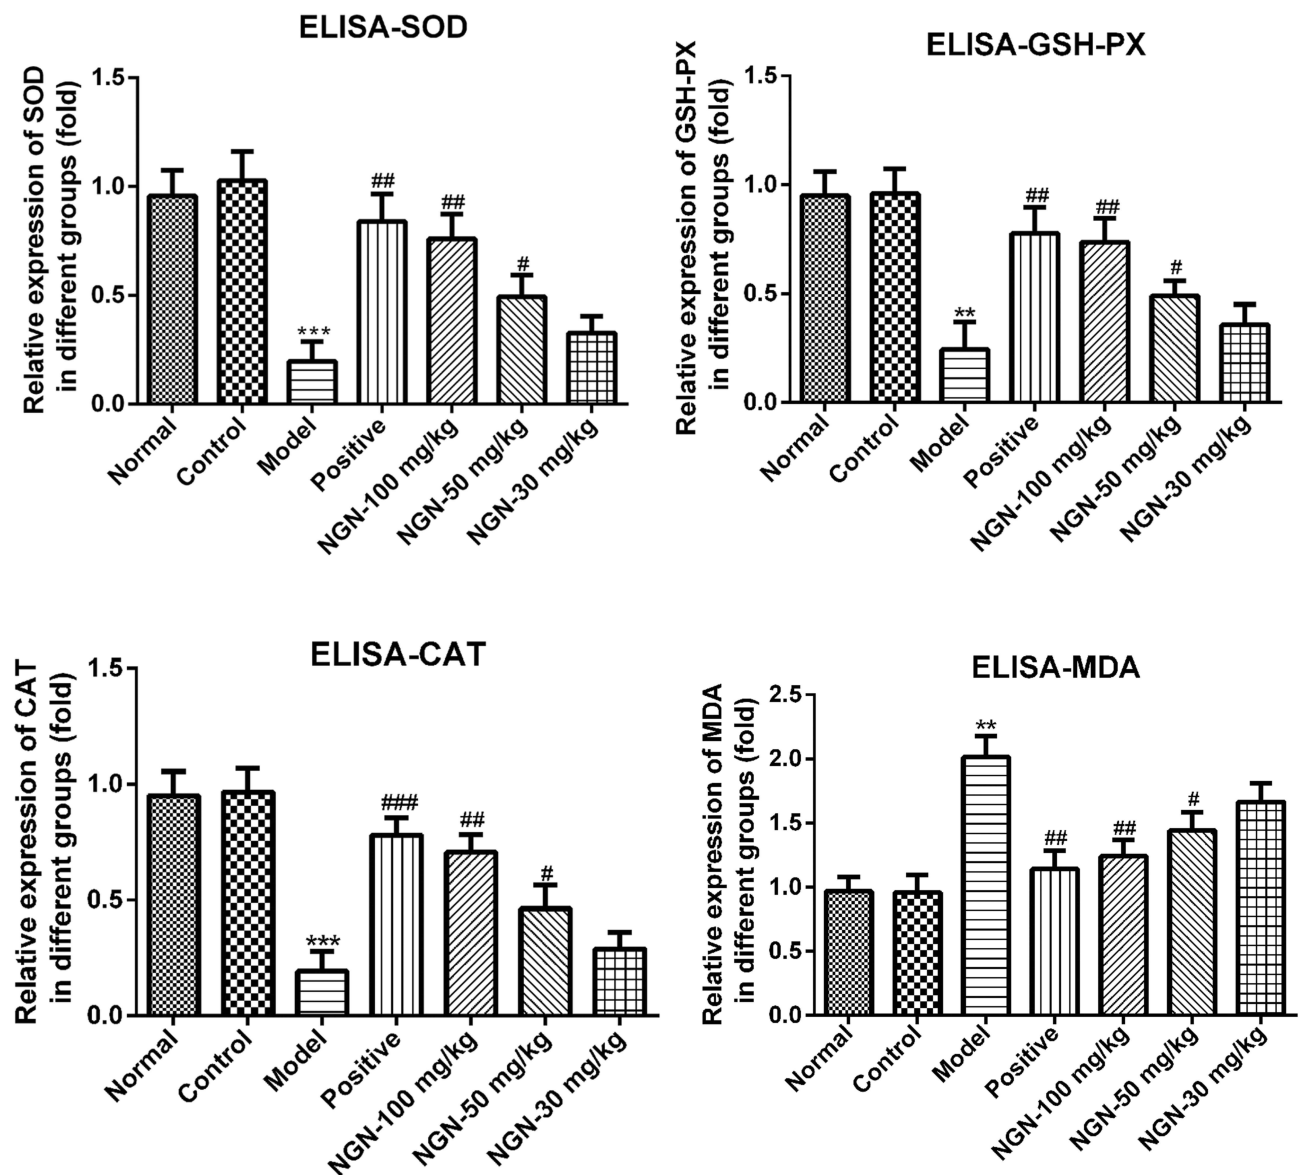 ELISA-SOD
Relative expression of SOD
in different groups (fold)
1.5
1.0
0.5
0.0
***
##
##
#
Normal
Control
Model
Positive
NGN-100 mg/kg
NGN-50 mg/kg
NGN-30 mg/kg
ELISA-GSH-PX
Relative expression of GSH-PX
in different groups (fold)
1.5
1.0
0.5
0.0
**
##
##
#
Normal
Control
Model
Positive
NGN-100 mg/kg
NGN-50 mg/kg
NGN-30 mg/kg
ELISA-CAT
Relative expression of CAT
in different groups (fold)
1.5
1.0
0.5
0.0
***
###
##
#
Normal
Control
Model
Positive
NGN-100 mg/kg
NGN-50 mg/kg
NGN-30 mg/kg
ELISA-MDA
Relative expression of MDA
in different groups (fold)
2.5
2.0
1.5
1.0
0.5
0.0
**
##
##
#
Normal
Control
Model
Positive
NGN-100 mg/kg
NGN-50 mg/kg
NGN-30 mg/kg